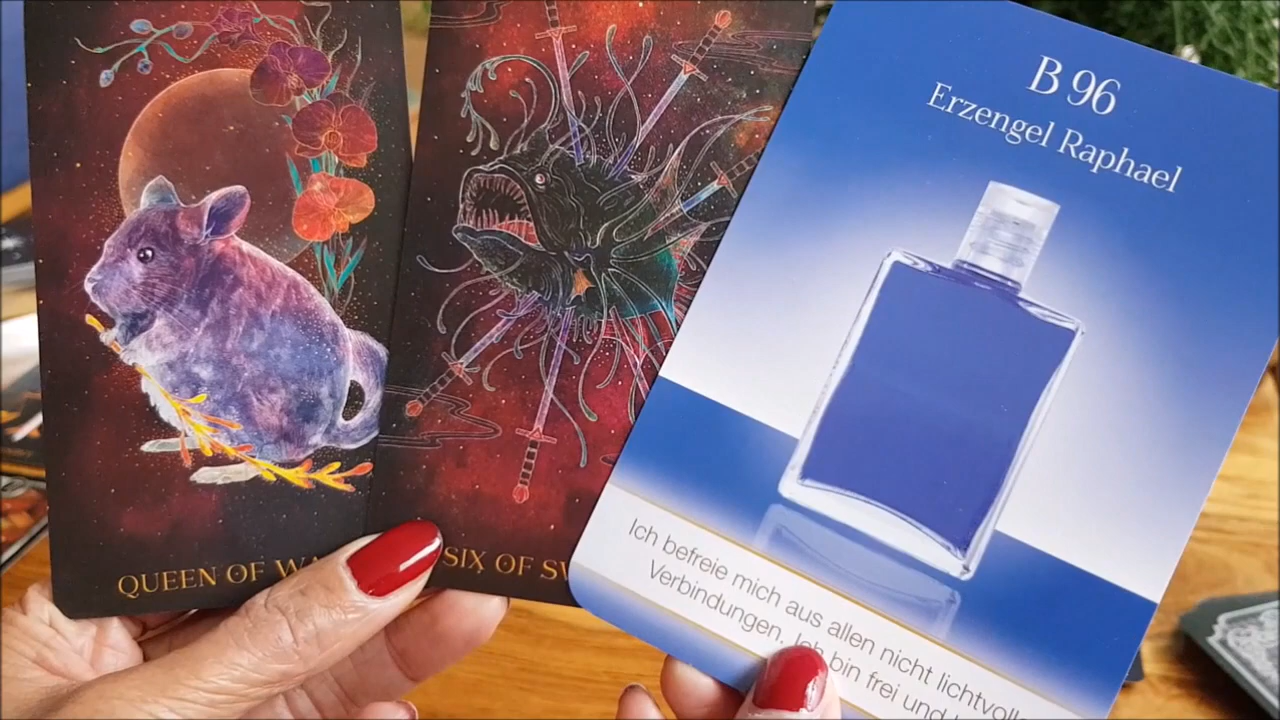 QUEEN OF
SIX OF
B 96
Erzengel Raphael
Ich befreie mich aus allen nicht
Verbindungen. Ich bin frei und